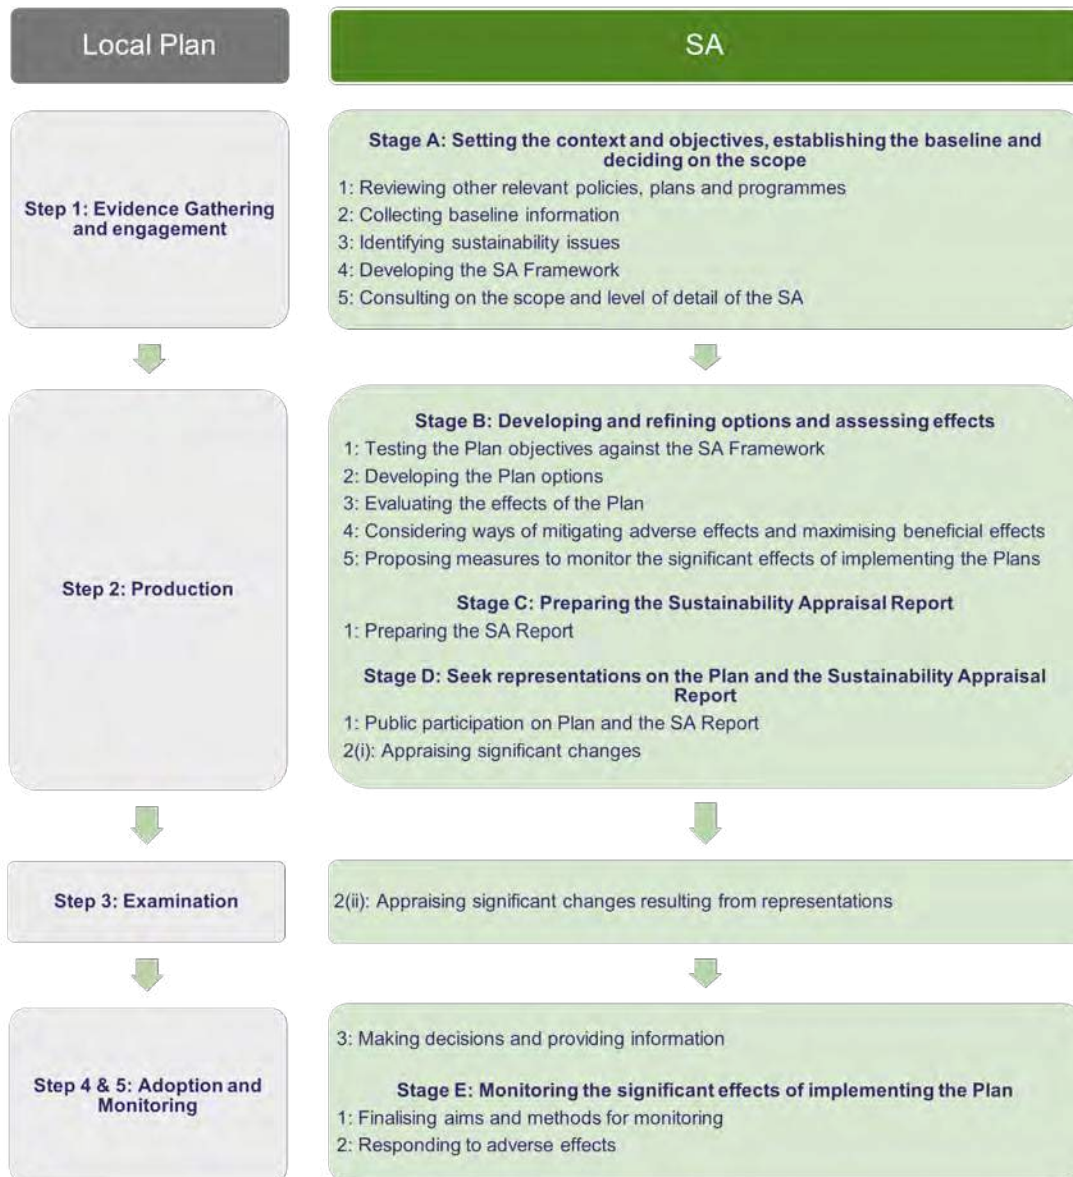 Local Plan
SA
Step 1: Evidence Gathering
and engagement
Stage A: Setting the context and objectives, establishing the baseline and
deciding on the scope
1: Reviewing other relevant policies, plans and programmes
2: Collecting baseline information
3: Identifying sustainability issues
4: Developing the SA Framework
5: Consulting on the scope and level of detail of the SA
Step 2: Production
Stage B: Developing and refining options and assessing effects
1: Testing the Plan objectives against the SA Framework
2: Developing the Plan options
3: Evaluating the effects of the Plan
4: Considering ways of mitigating adverse effects and maximising beneficial effects
5: Proposing measures to monitor the significant effects of implementing the Plans
Stage C: Preparing the Sustainability Appraisal Report
1: Preparing the SA Report
Stage D: Seek representations on the Plan and the Sustainability Appraisal
Report
1: Public participation on Plan and the SA Report
2(i): Appraising significant changes
Step 3: Examination
2(ii): Appraising significant changes resulting from representations
Step 4 & 5: Adoption and
Monitoring
3: Making decisions and providing information
Stage E: Monitoring the significant effects of implementing the Plan
1: Finalising aims and methods for monitoring
2: Responding to adverse effects